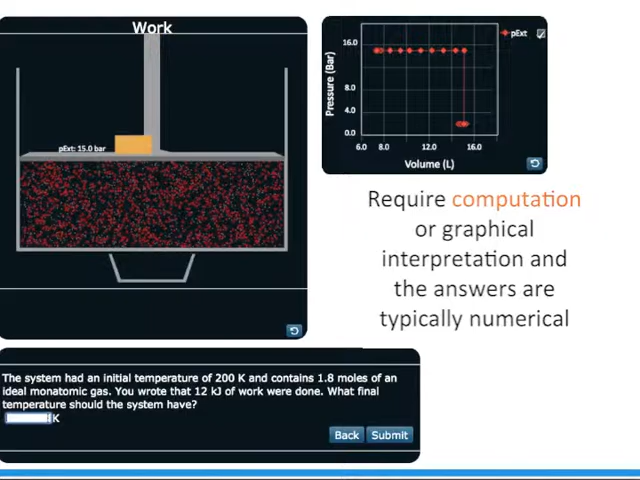 Work
pExt: 15.0 bar
pExt
Pressure (Bar)
16.0
8.0
4.0
0.0
6.0 8.0 12.0 16.0
Volume (L)
Require computation
or graphical
interpretation and
the answers are
typically numerical
The system had an initial temperature of 200 K and contains 1.8 moles of an
ideal monatomic gas. You wrote that 12 kJ of work were done. What final
temperature should the system have?
K
Back Submit